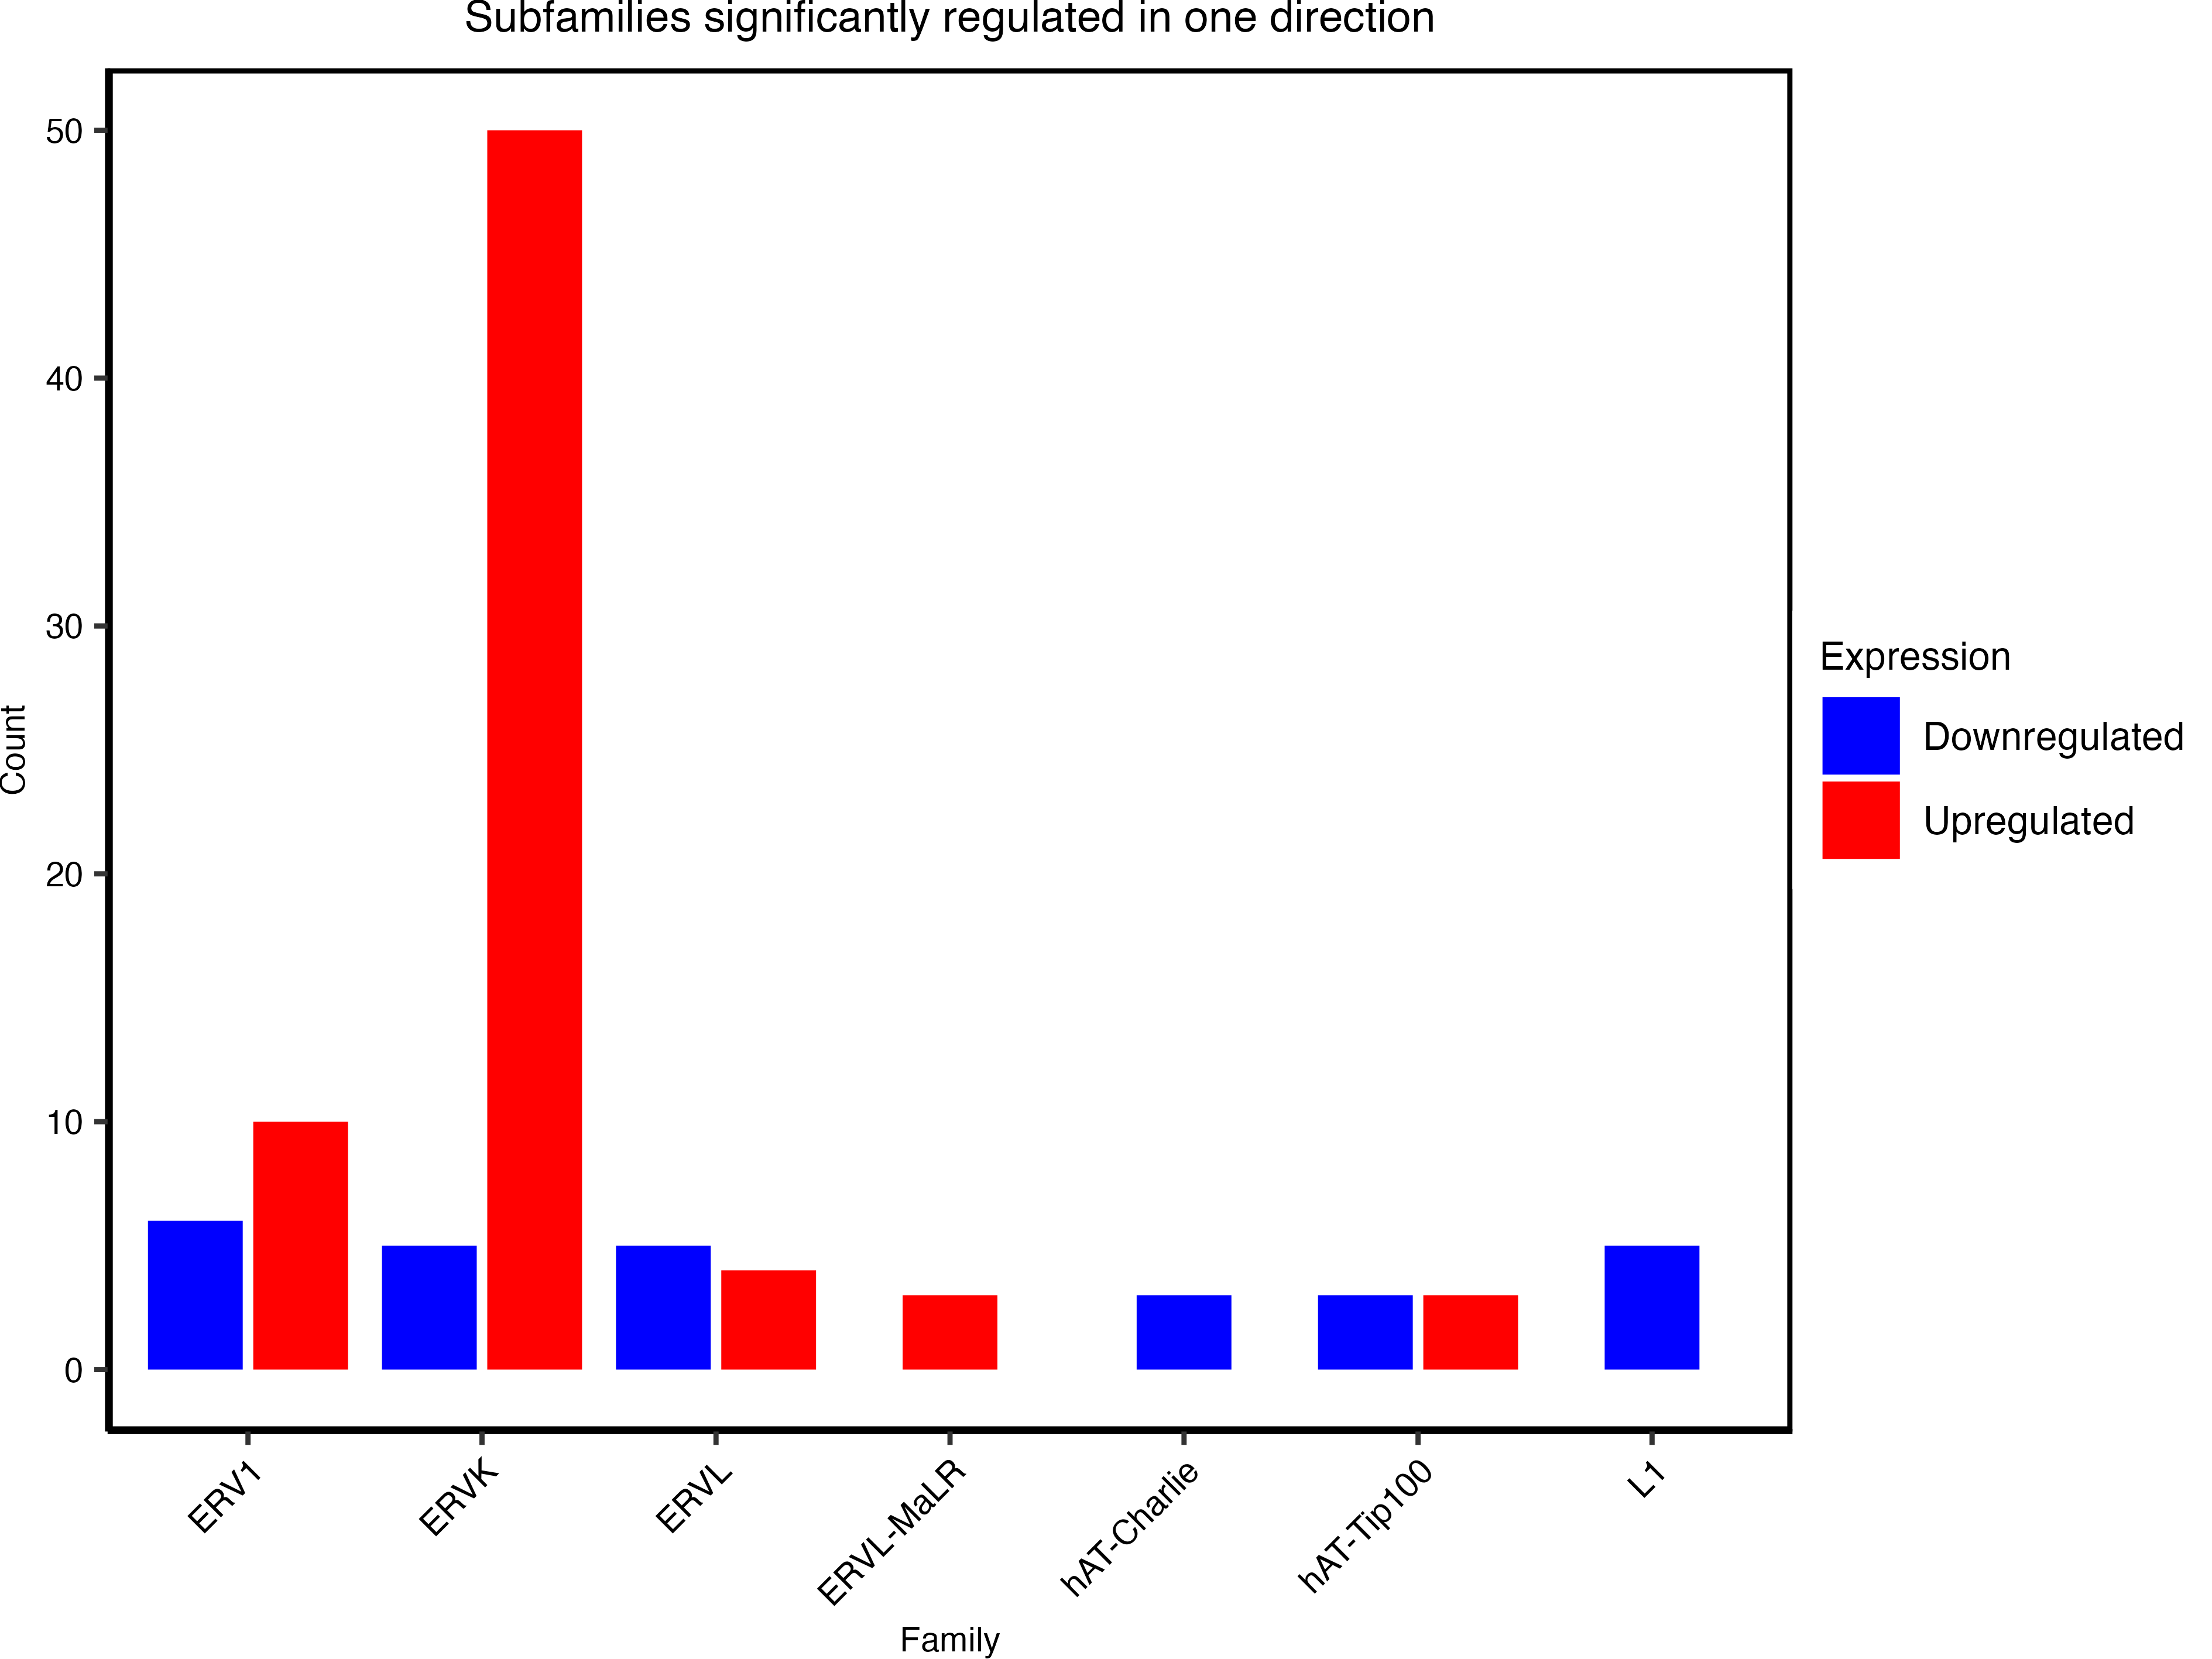 Subfamilies significantly regulated in one direction
50
40
30
20
10
0
Count
ERV1
ERVK
ERVL
ERVL-MaLR
hAT-Charlie
hAT-Tip100
L1
Family
Expression
Downregulated
Upregulated